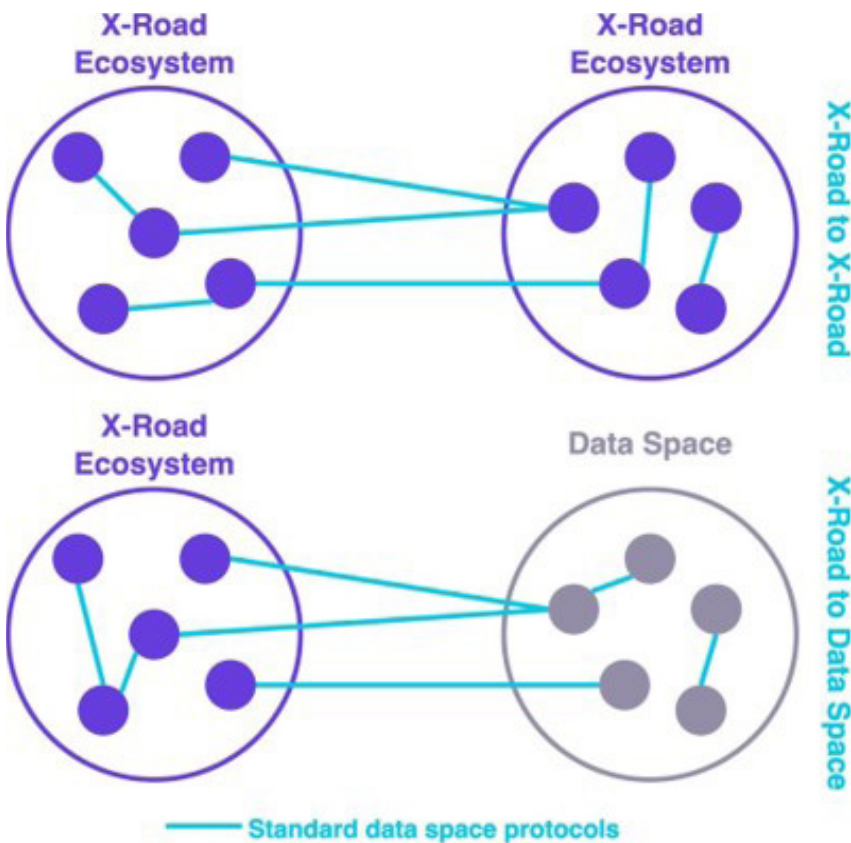 X-Road
Ecosystem
X-Road
Ecosystem
X-Road to X-Road
X-Road
Ecosystem
Data Space
X-Road to Data Space
Standard data space protocols